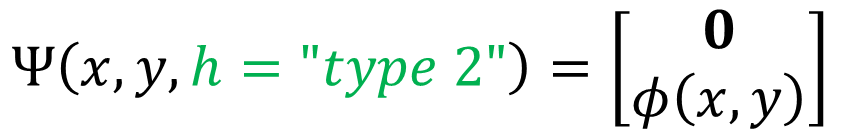 Ψ(x, y, h = "type 2") = [ 0
ϕ(x, y) ]